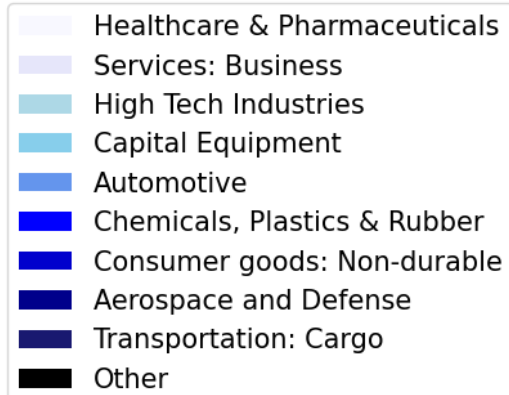 Healthcare & Pharmaceuticals
Services: Business
High Tech Industries
Capital Equipment
Automotive
Chemicals, Plastics & Rubber
Consumer goods: Non-durable
Aerospace and Defense
Transportation: Cargo
Other